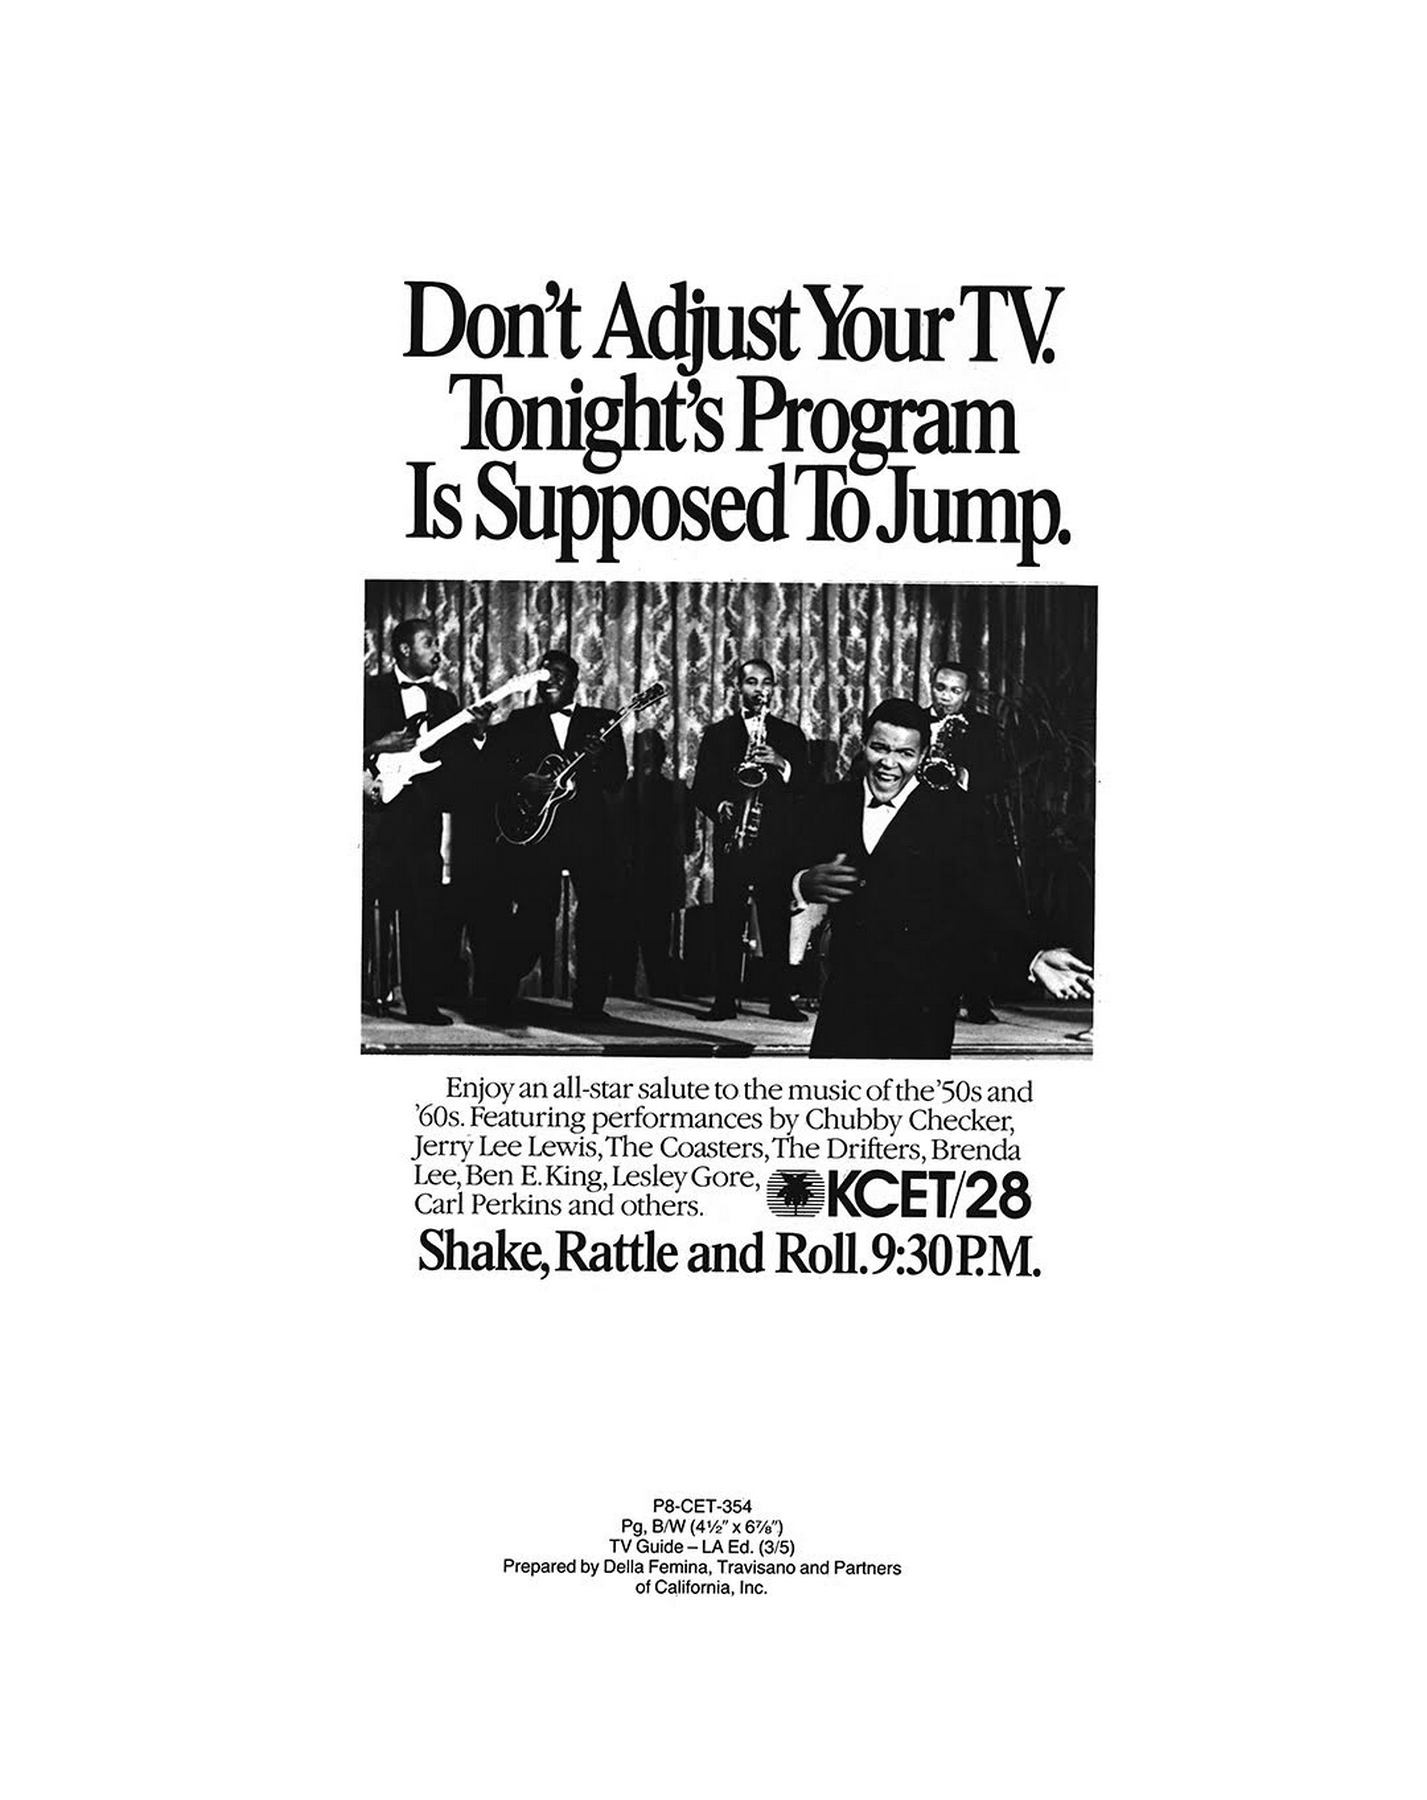 Don't Adjust Your TV.
Tonight's Program
Is Supposed To Jump.
Enjoy an all-star salute to the music of the '50s and
'60s. Featuring performances by Chubby Checker,
Jerry Lee Lewis, The Coasters, The Drifters, Brenda
Lee, Ben E. King, Lesley Gore,
Carl Perkins and others.
KCET/28
Shake, Rattle and Roll. 9:30 P.M.
P8-CET-354
Pg, B/W (4½" x 6⅞")
TV Guide – LA Ed. (3/5)
Prepared by Della Femina, Travisano and Partners
of California, Inc.